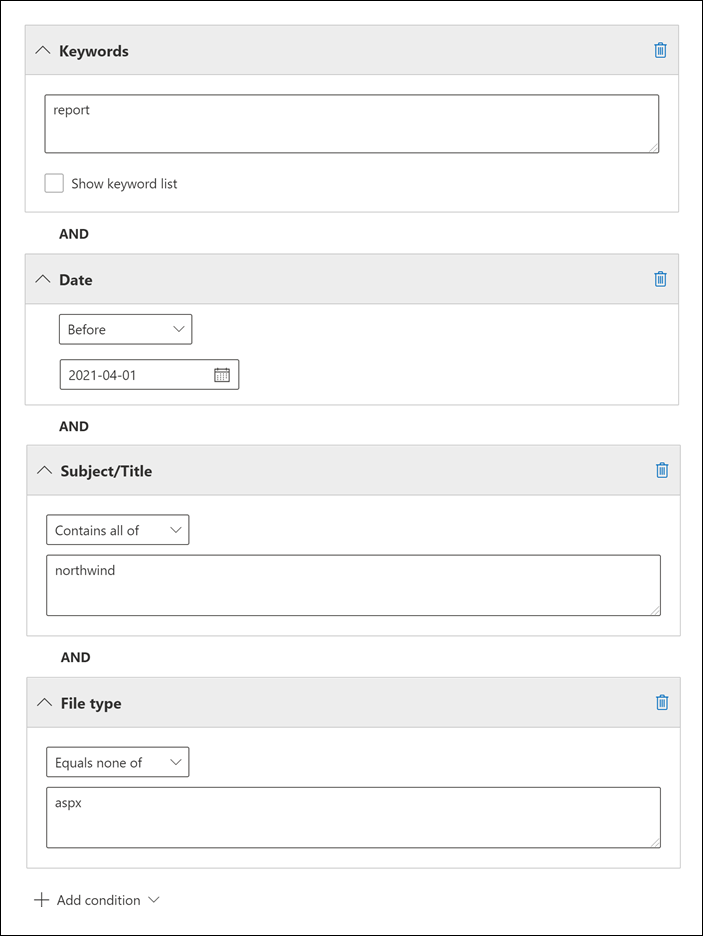 Keywords
report
Show keyword list
AND
Date
Before
2021-04-01
AND
Subject/Title
Contains all of
northwind
AND
File type
Equals none of
aspx
Add condition